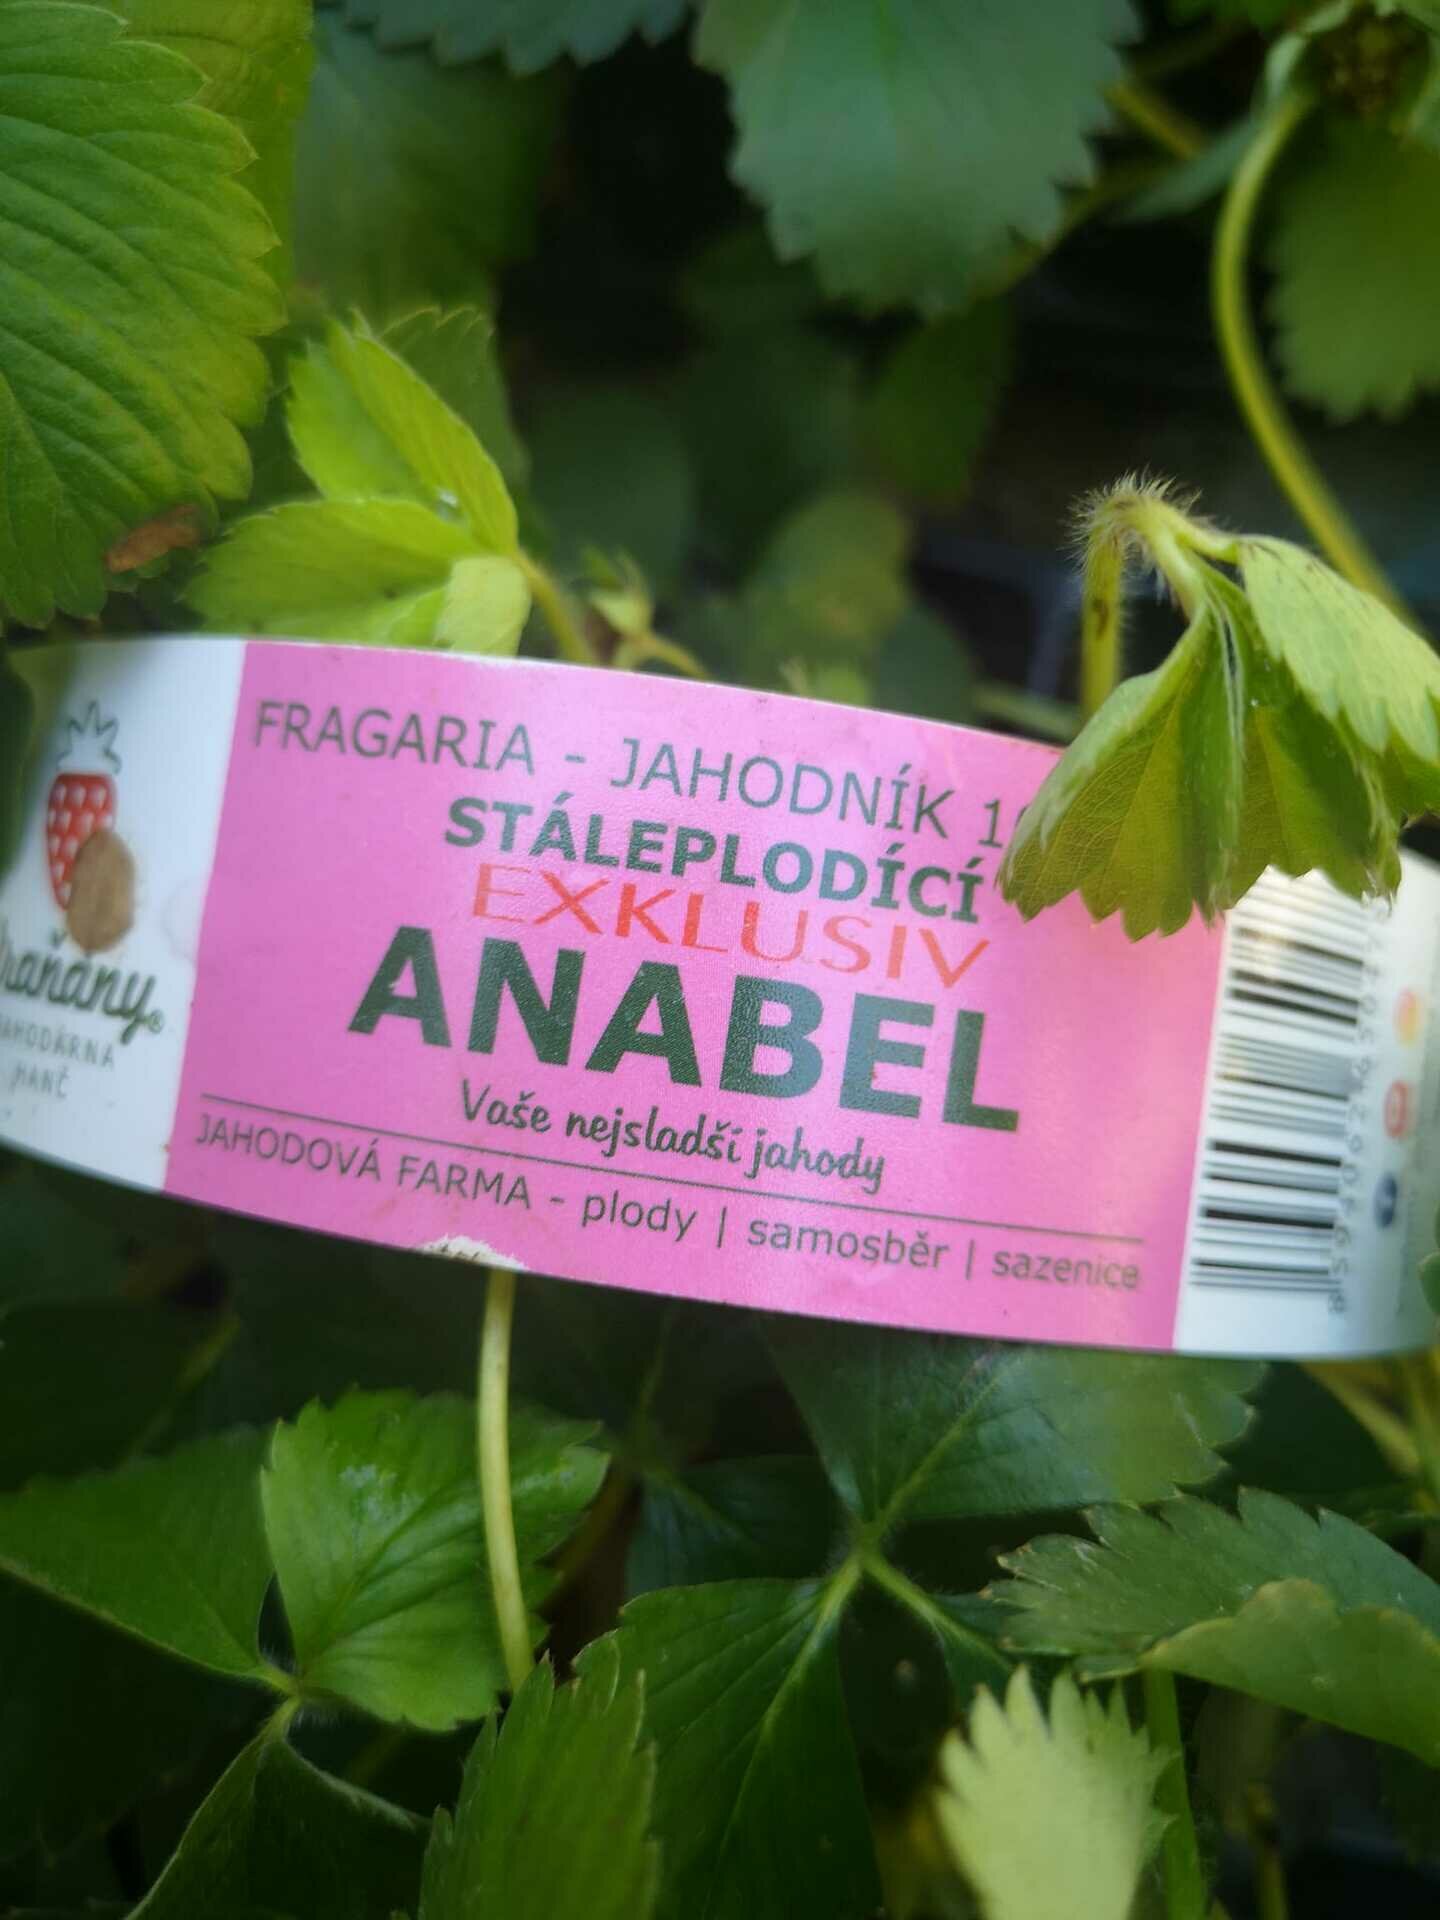 FRAGARIA - JAHODNÍK
STÁLEPLODÍCÍ
EXKLUSIV
ANABEL
Vaše nejsladší jahody
JAHODOVÁ FARMA - plody | samosběr | sazenice